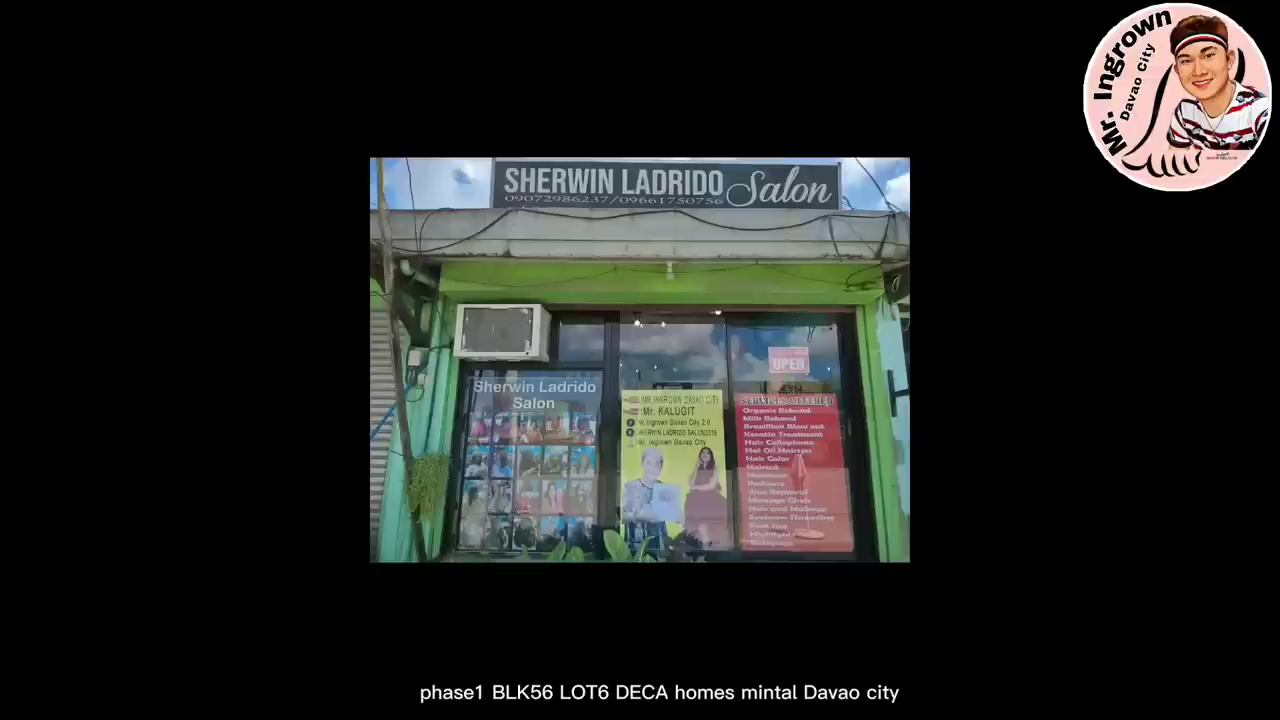 Mr. Ingrown
Davao City
SHERWIN LADRIDO Salon
09072986237/09661750756
OPEN
Sherwin Ladrido
Salon
MR INGROWN DAVAO CITY
:Mr. KALUGIT
Mr.Ingrown Davao City 2.0
SHERWIN LADRIDO SALON2016
Mr. Ingrown Davao City
SERVICES OFFERED
Organic Rebond
Milk Rebond
Brazilian Blow out
Keratin Treatment
Hair Cellophane
Hot Oil Hairspa
Hair Color
Haircut
Manicure
Pedicure
Massage Chair
Hair and Makeup
Eyebrow Threading
Foot Spa
Highlights
phase1 BLK56 LOT6 DECA homes mintal Davao city